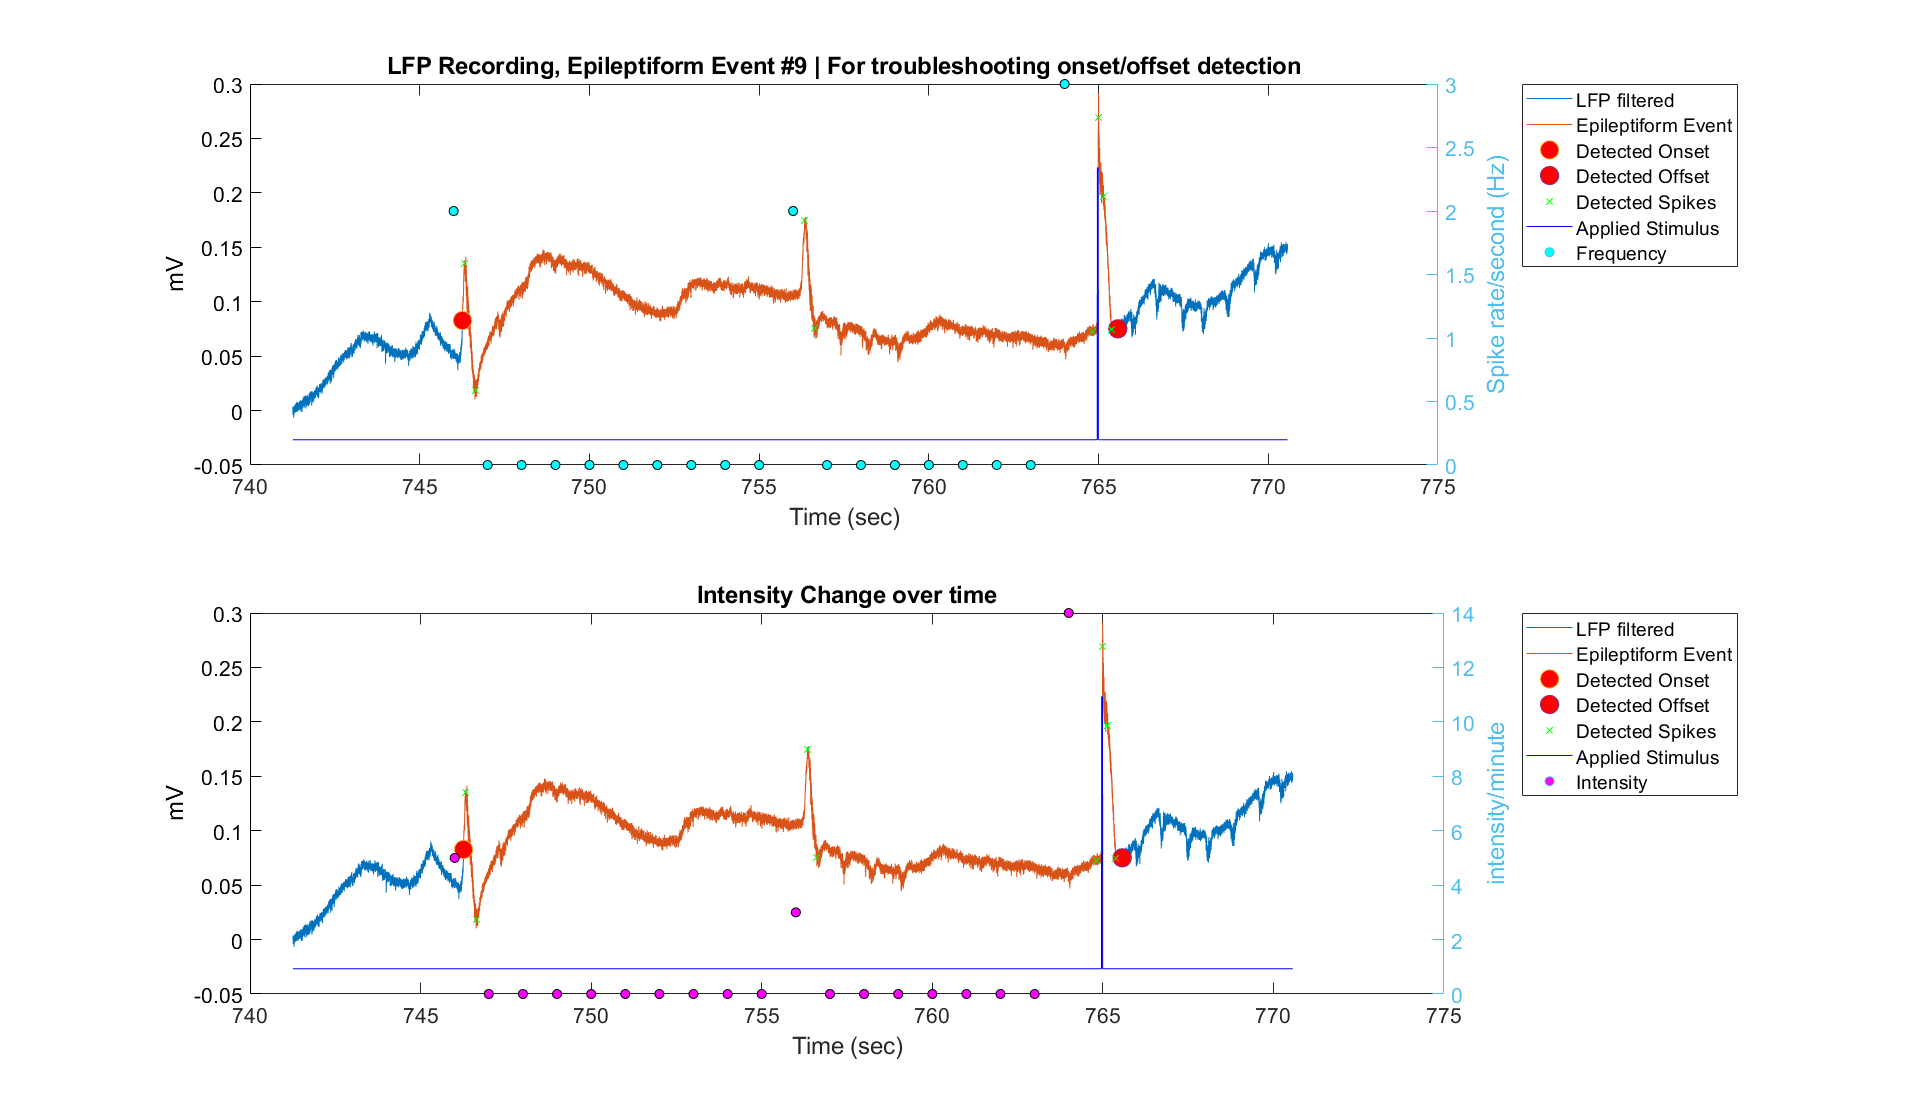 LFP Recording, Epileptiform Event #9 | For troubleshooting onset/offset detection
0.3
0.25
0.2
0.15
0.1
0.05
0
-0.05
mV
740 745 750 755 760 765 770 775
Time (sec)
3
2.5
2
1.5
1
0.5
0
Spike rate/second (Hz)
LFP filtered
Epileptiform Event
Detected Onset
Detected Offset
Detected Spikes
Applied Stimulus
Frequency
Intensity Change over time
0.3
0.25
0.2
0.15
0.1
0.05
0
-0.05
mV
740 745 750 755 760 765 770 775
Time (sec)
14
12
10
8
6
4
2
0
intensity/minute
LFP filtered
Epileptiform Event
Detected Onset
Detected Offset
Detected Spikes
Applied Stimulus
Intensity